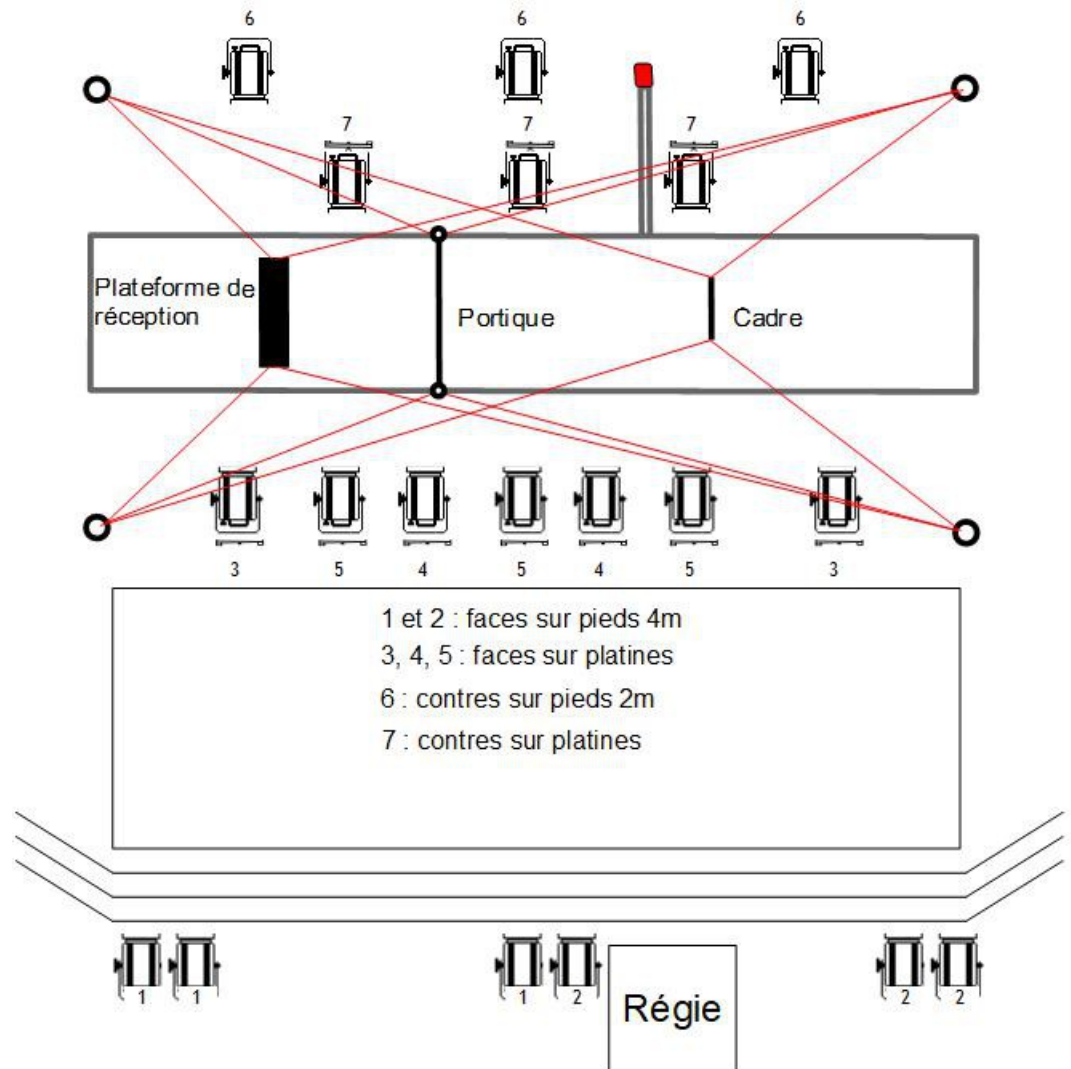 6 6 6
7 7 7
Plateforme de
réception
Portique
Cadre
3 5 4 5 4 5 3
1 et 2 : faces sur pieds 4m
3, 4, 5 : faces sur platines
6 : contres sur pieds 2m
7 : contres sur platines
1 1 1 2 2 2
Régie